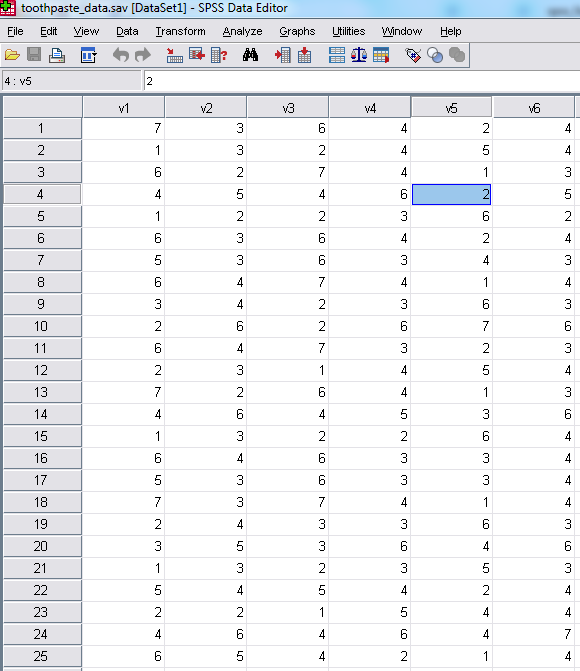 toothpaste_data.sav [DataSet1] - SPSS Data Editor
File Edit View Data Transform Analyze Graphs Utilities Window Help
4 : v5 2
v1 v2 v3 v4 v5 v6
1 7 3 6 4 2 4
2 1 3 2 4 5 4
3 6 2 7 4 1 3
4 4 5 4 6 2 5
5 1 2 2 3 6 2
6 6 3 6 4 2 4
7 5 3 6 3 4 3
8 6 4 7 4 1 4
9 3 4 2 3 6 3
10 2 6 2 6 7 6
11 6 4 7 3 2 3
12 2 3 1 4 5 4
13 7 2 6 4 1 3
14 4 6 4 5 3 6
15 1 3 2 2 6 4
16 6 4 6 3 3 4
17 5 3 6 3 3 4
18 7 3 7 4 1 4
19 2 4 3 3 6 3
20 3 5 3 6 4 6
21 1 3 2 3 5 3
22 5 4 5 4 2 4
23 2 2 1 5 4 4
24 4 6 4 6 4 7
25 6 5 4 2 1 4